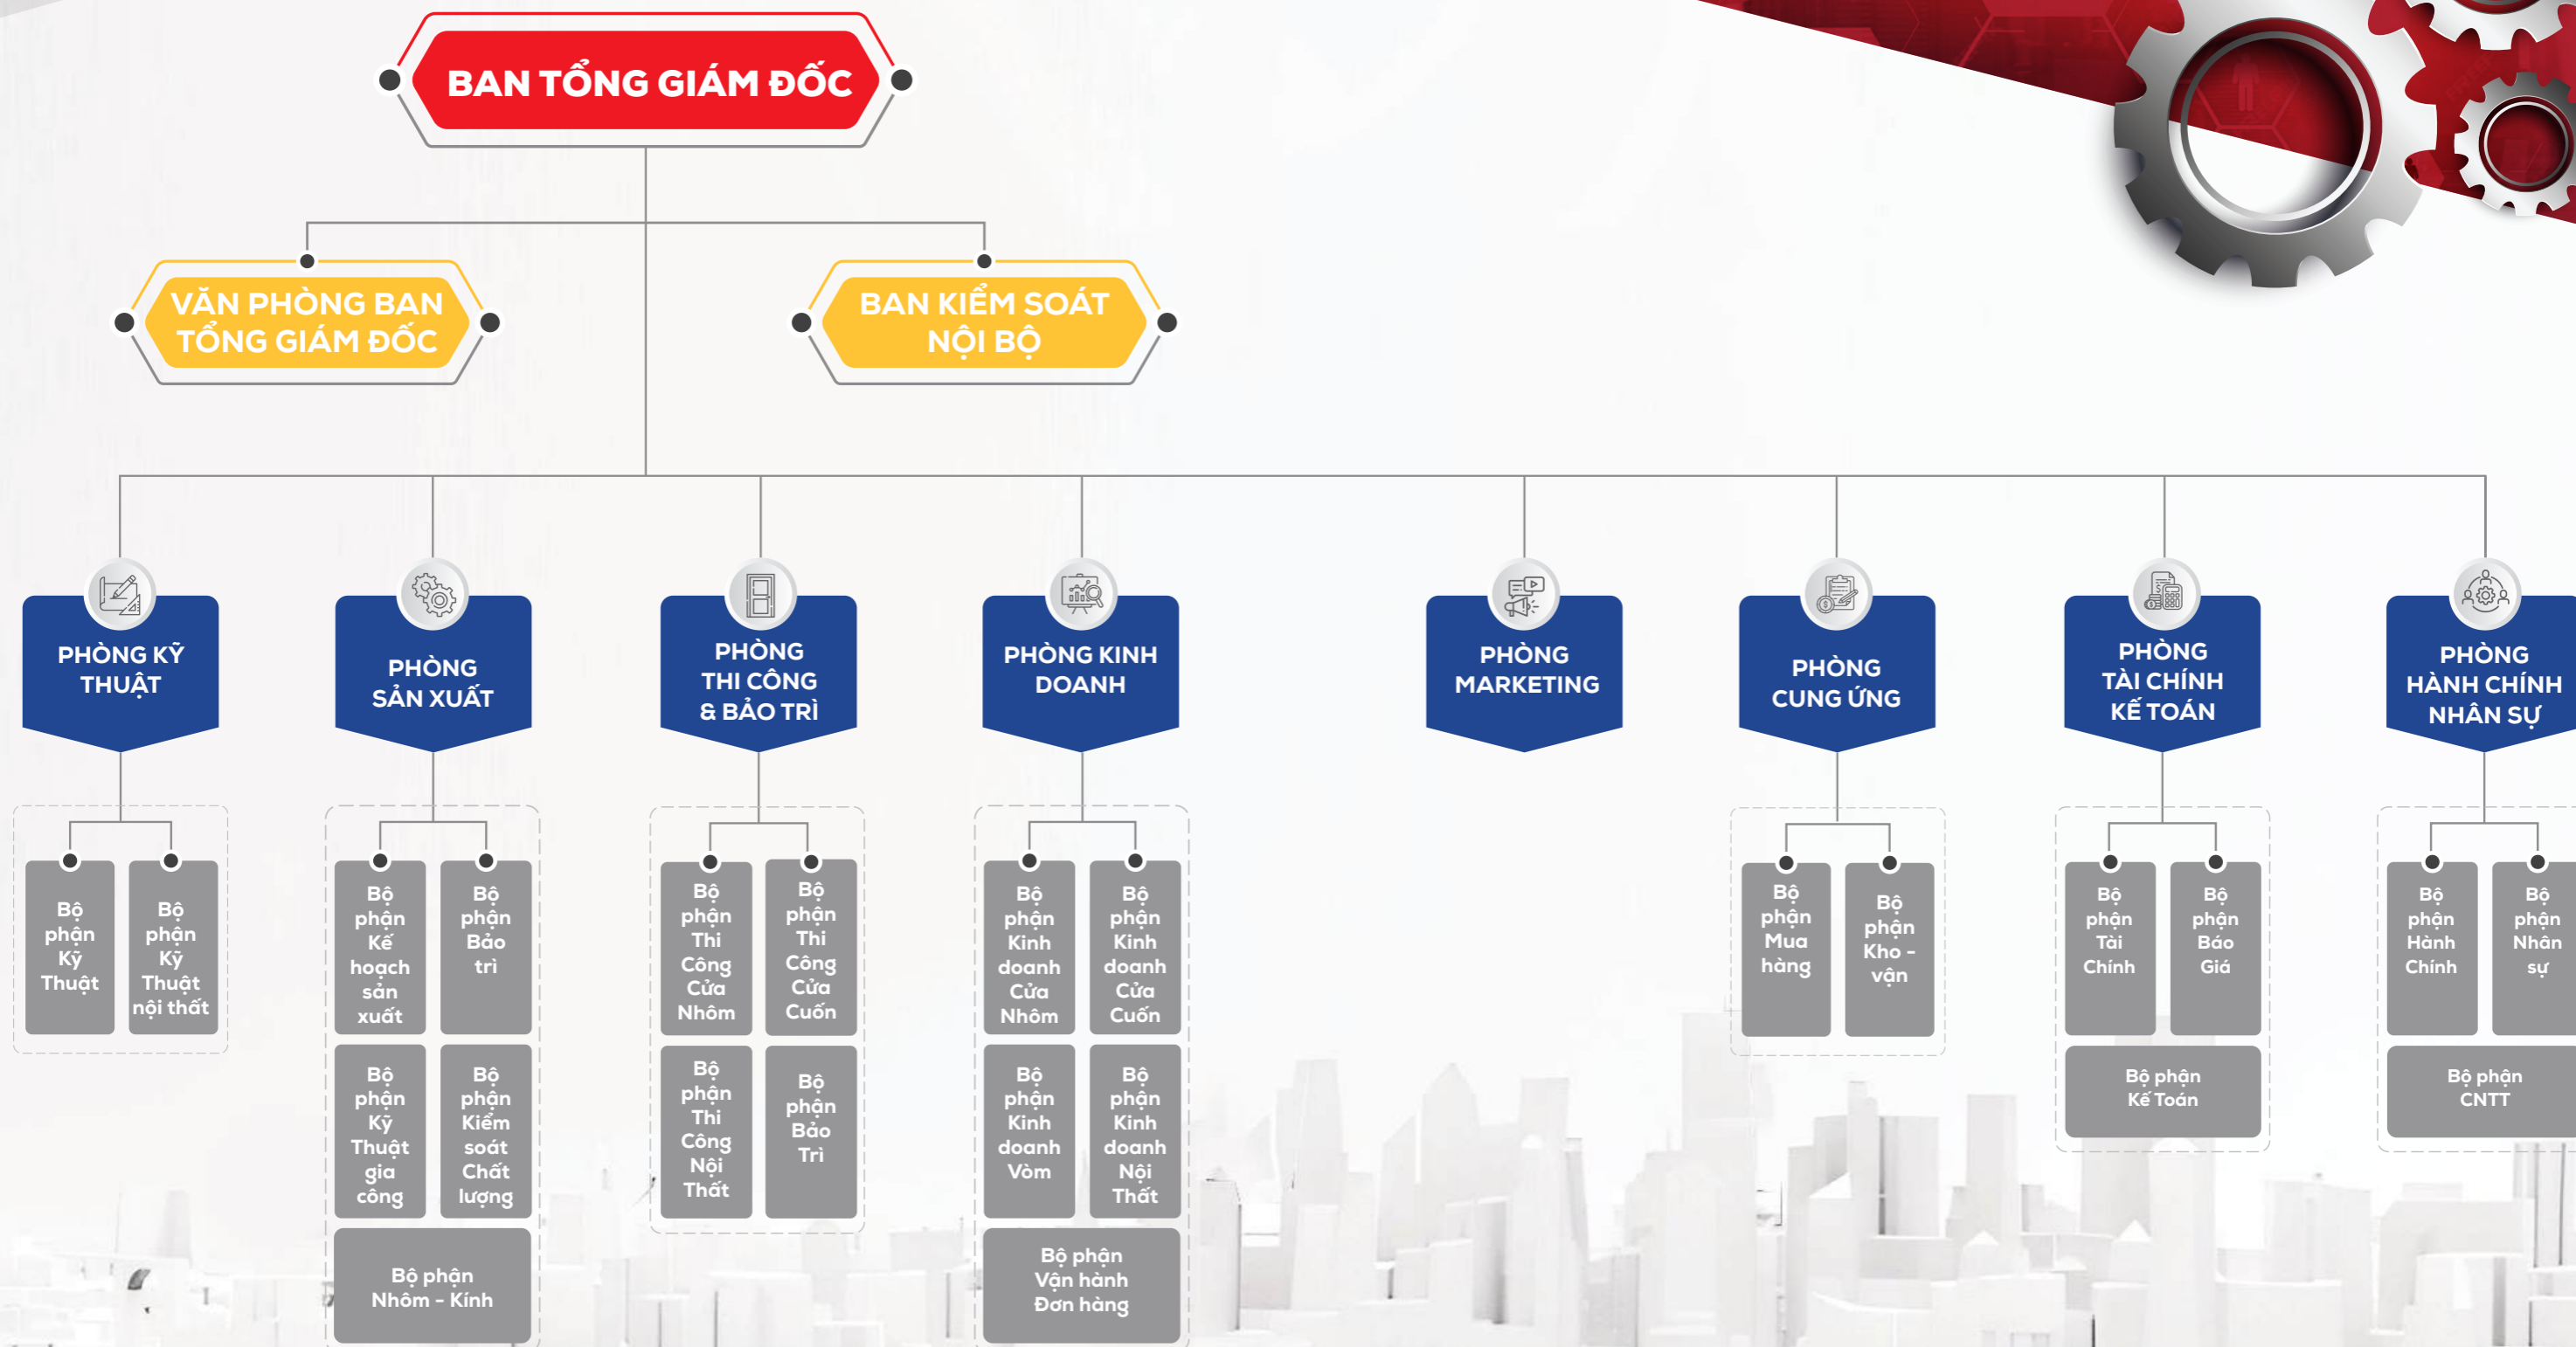 BAN TỔNG GIÁM ĐỐC
VĂN PHÒNG BAN
TỔNG GIÁM ĐỐC
BAN KIỂM SOÁT
NỘI BỘ
PHÒNG KỸ
THUẬT
PHÒNG
SẢN XUẤT
PHÒNG
THI CÔNG
& BẢO TRÌ
PHÒNG KINH
DOANH
PHÒNG
MARKETING
PHÒNG
CUNG ỨNG
PHÒNG
TÀI CHÍNH
KẾ TOÁN
PHÒNG
HÀNH CHÍNH
NHÂN SỰ
Bộ
phận
Kỹ
Thuật
Bộ
phận
Kỹ
Thuật
nội thất
Bộ
phận
Kế
hoạch
sản
xuất
Bộ
phận
Bảo
trì
Bộ
phận
Kỹ
Thuật
gia
công
Bộ
phận
Kiểm
soát
Chất
lượng
Bộ phận
Nhôm - Kính
Bộ
phận
Thi
Công
Cửa
Nhôm
Bộ
phận
Thi
Công
Cửa
Cuốn
Bộ
phận
Thi
Công
Nội
Thất
Bộ
phận
Bảo
Trì
Bộ
phận
Kinh
doanh
Cửa
Nhôm
Bộ
phận
Kinh
doanh
Cửa
Cuốn
Bộ
phận
Kinh
doanh
Vòm
Bộ
phận
Kinh
doanh
Nội
Thất
Bộ phận
Vận hành
Đơn hàng
Bộ
phận
Mua
hàng
Bộ
phận
Kho -
vận
Bộ
phận
Tài
Chính
Bộ
phận
Báo
Giá
Bộ phận
Kế Toán
Bộ
phận
Hành
Chính
Bộ
phận
Nhân
sự
Bộ phận
CNTT